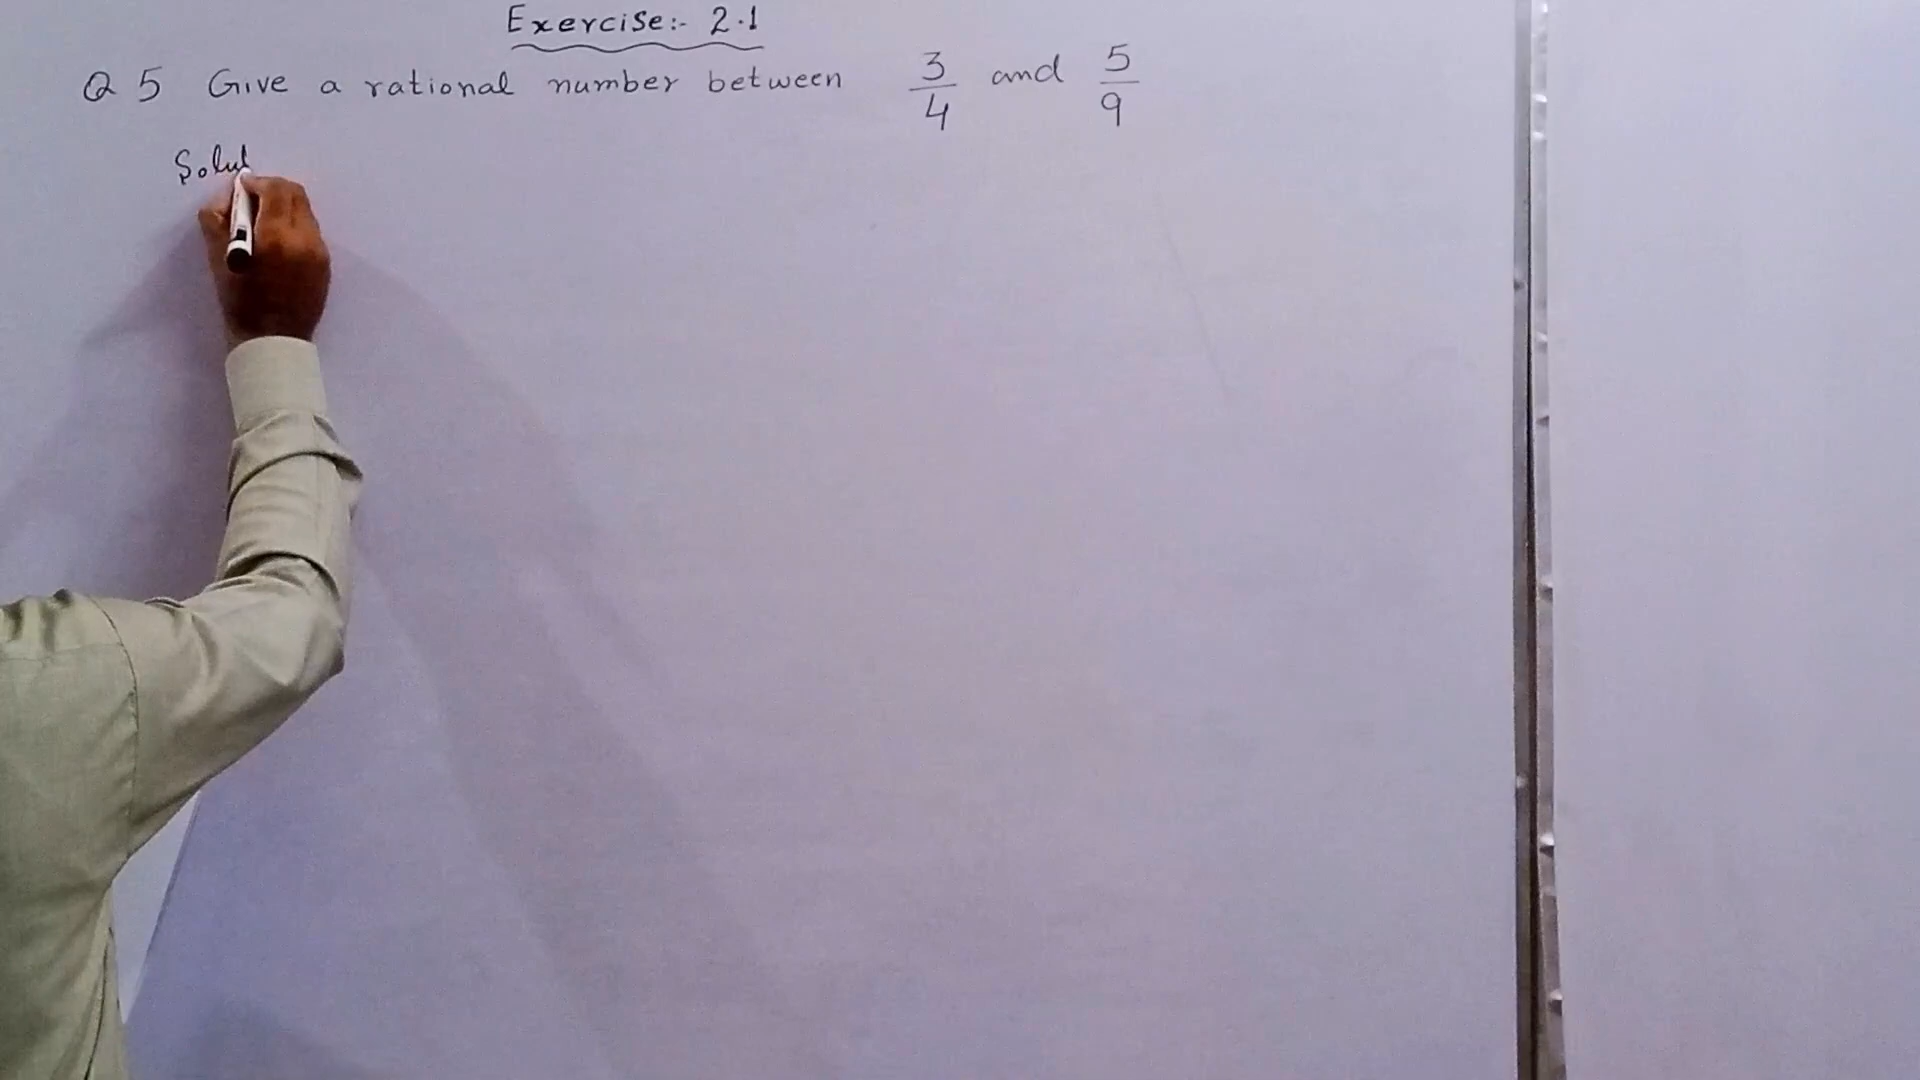 Exercise:- 2.1
Q 5 Give a rational number between 3/4 and 5/9
Solut